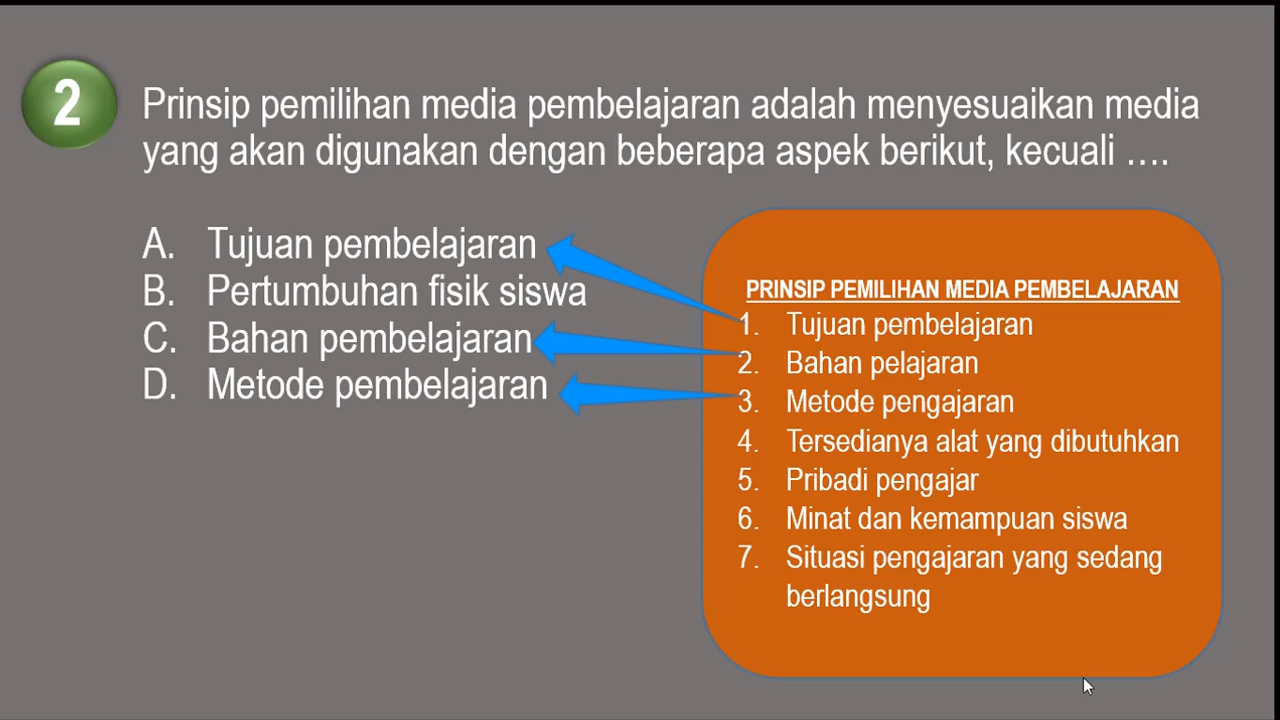 2
Prinsip pemilihan media pembelajaran adalah menyesuaikan media
yang akan digunakan dengan beberapa aspek berikut, kecuali ….
A. Tujuan pembelajaran
B. Pertumbuhan fisik siswa
C. Bahan pembelajaran
D. Metode pembelajaran
PRINSIP PEMILIHAN MEDIA PEMBELAJARAN
1. Tujuan pembelajaran
2. Bahan pelajaran
3. Metode pengajaran
4. Tersedianya alat yang dibutuhkan
5. Pribadi pengajar
6. Minat dan kemampuan siswa
7. Situasi pengajaran yang sedang
berlangsung